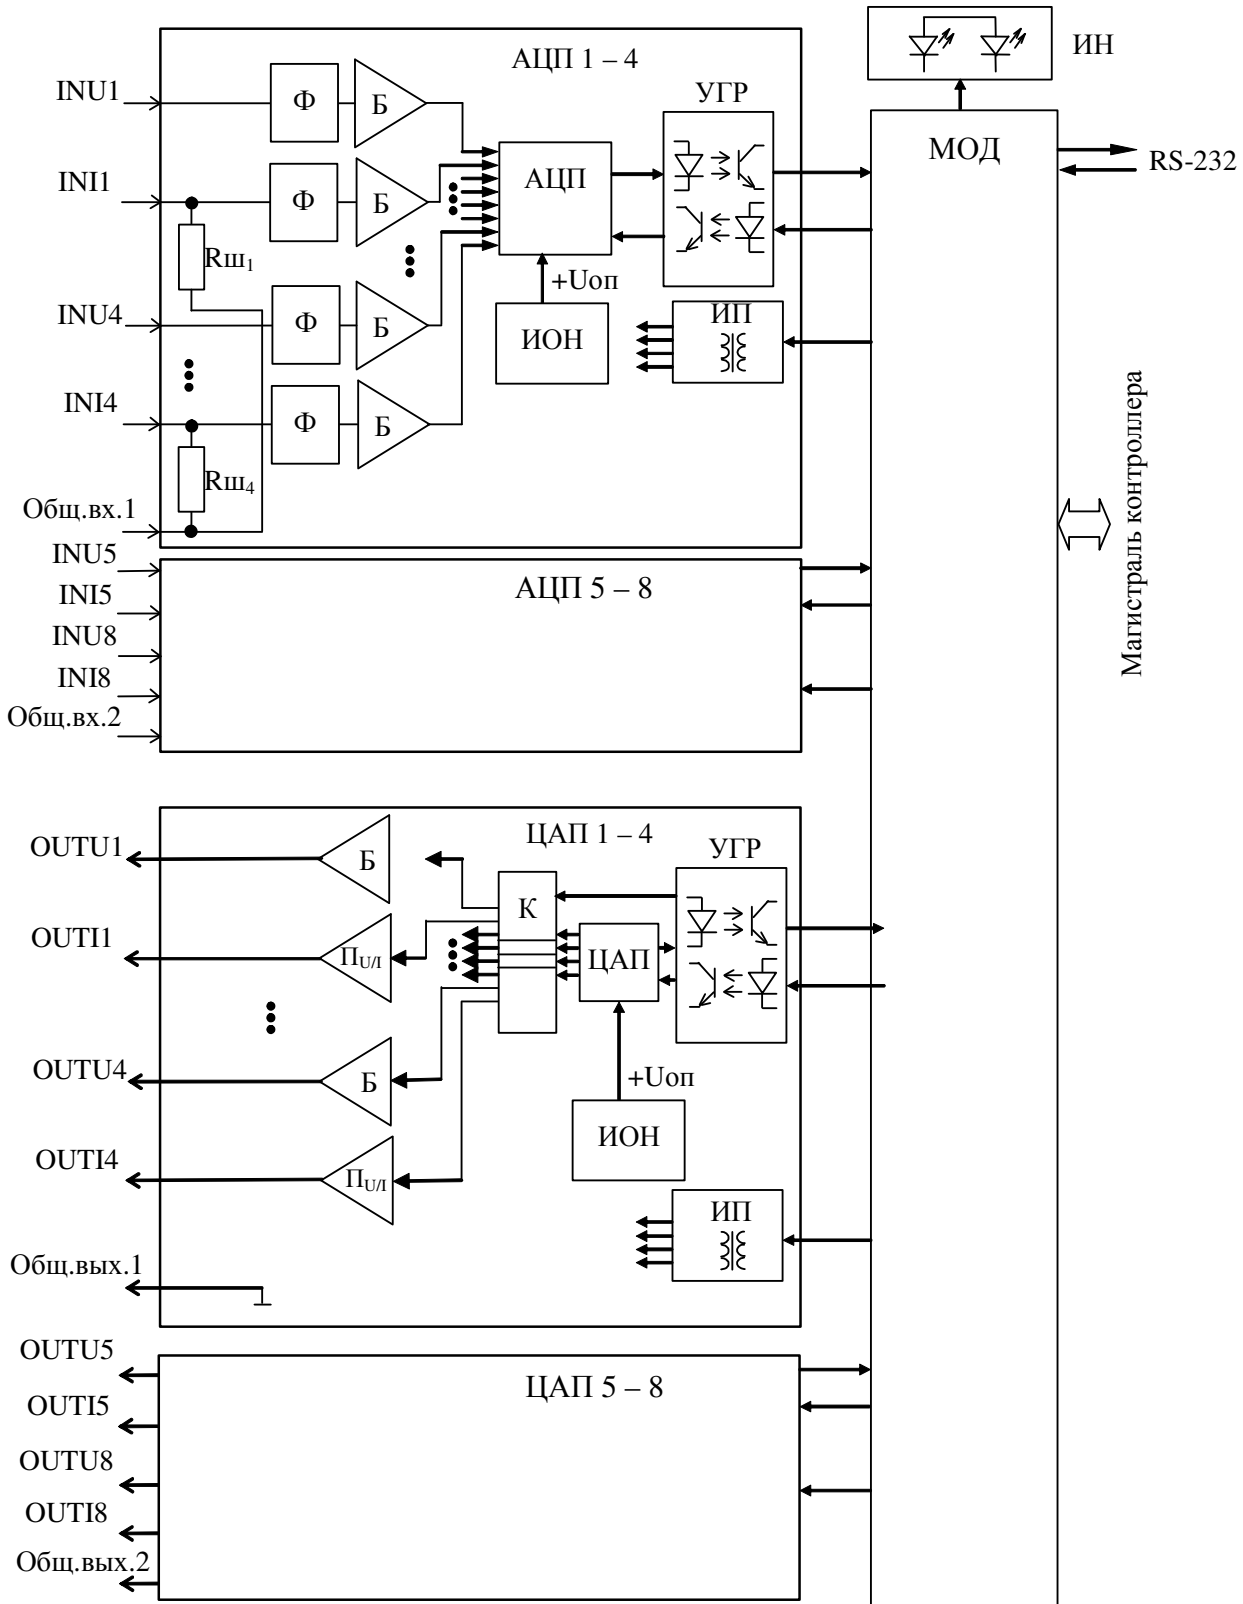 АЦП 1 – 4
ИН
INU1
Ф
Б
УГР
МОД
RS-232
INI1
Ф
Б
АЦП
Rш1
+Uоп
INU4
Ф
Б
ИОН
ИП
INI4
Ф
Б
Rш4
Общ.вх.1
Магистраль контроллера
INU5
АЦП 5 – 8
INI5
INU8
INI8
Общ.вх.2
ЦАП 1 – 4
OUTU1
Б
УГР
К
OUTI1
ПU/I
ЦАП
OUTU4
Б
+Uоп
ИОН
OUTI4
ПU/I
ИП
Общ.вых.1
OUTU5
ЦАП 5 – 8
OUTI5
OUTU8
OUTI8
Общ.вых.2